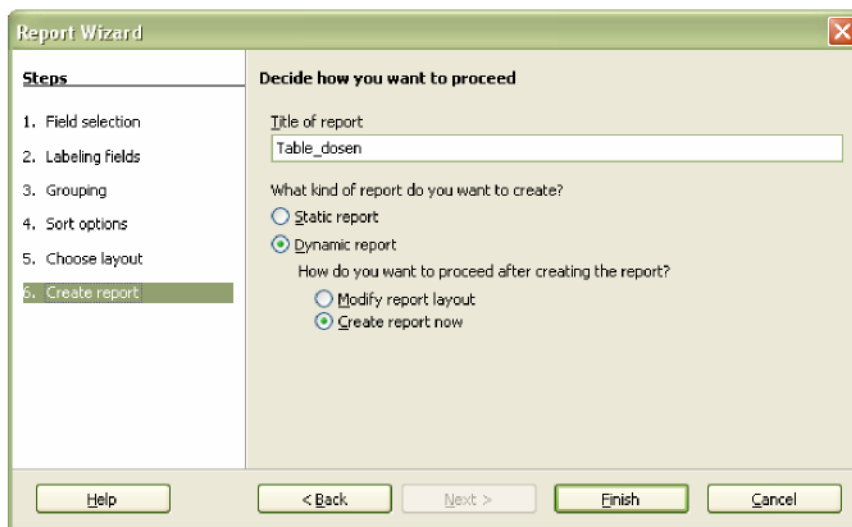 Report Wizard
Steps
1. Field selection
2. Labeling fields
3. Grouping
4. Sort options
5. Choose layout
6. Create report
Decide how you want to proceed
Title of report
Table_dosen
What kind of report do you want to create?
Static report
Dynamic report
How do you want to proceed after creating the report?
Modify report layout
Create report now
Help
< Back
Next >
Finish
Cancel